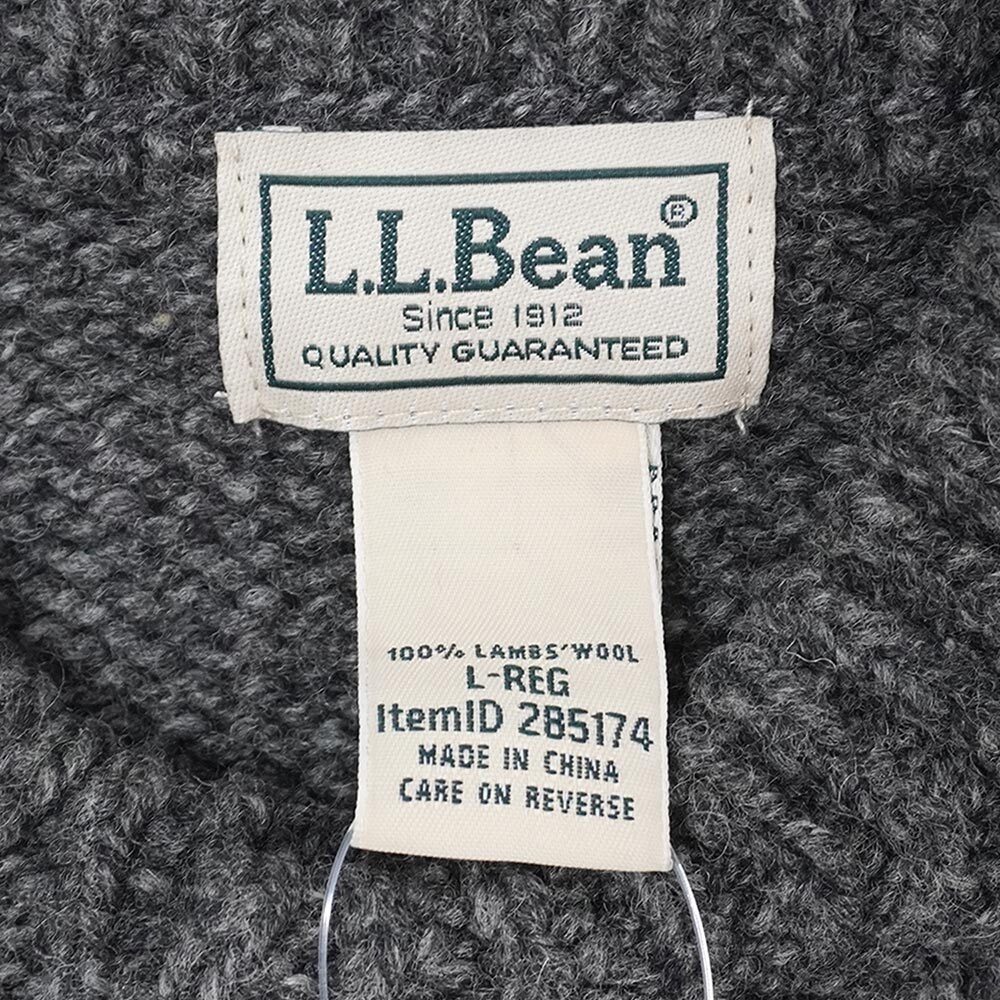 L.L.Bean®
Since 1912
QUALITY GUARANTEED
100% LAMBS'WOOL
L-REG
ItemID 285174
MADE IN CHINA
CARE ON REVERSE